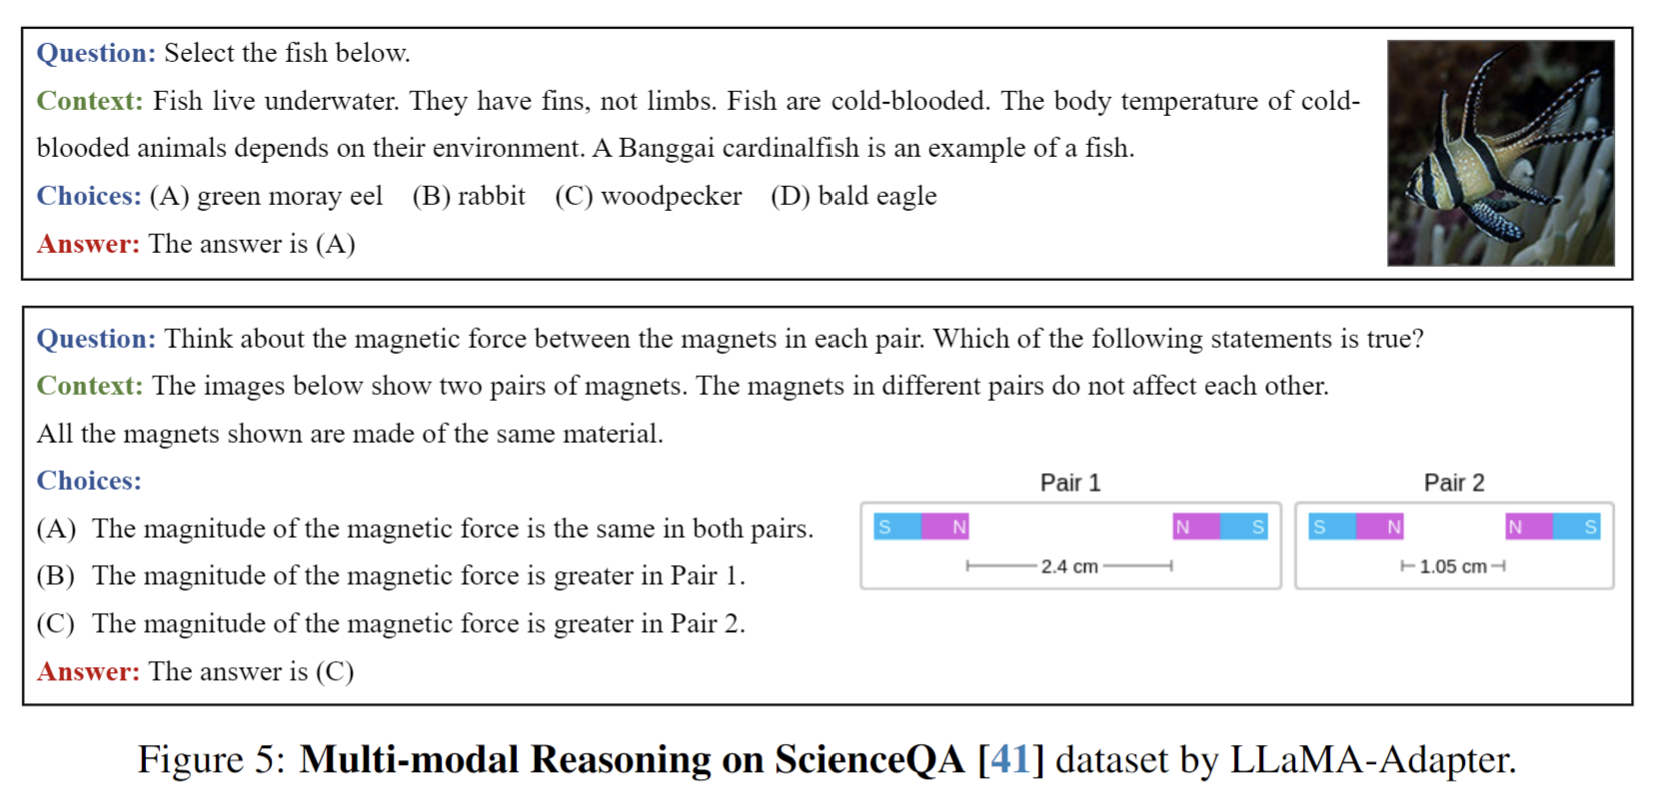 Question: Select the fish below.
Context: Fish live underwater. They have fins, not limbs. Fish are cold-blooded. The body temperature of cold-
blooded animals depends on their environment. A Banggai cardinalfish is an example of a fish.
Choices: (A) green moray eel (B) rabbit (C) woodpecker (D) bald eagle
Answer: The answer is (A)
Question: Think about the magnetic force between the magnets in each pair. Which of the following statements is true?
Context: The images below show two pairs of magnets. The magnets in different pairs do not affect each other.
All the magnets shown are made of the same material.
Choices:
(A) The magnitude of the magnetic force is the same in both pairs.
(B) The magnitude of the magnetic force is greater in Pair 1.
(C) The magnitude of the magnetic force is greater in Pair 2.
Answer: The answer is (C)
Pair 1
S N N S
2.4 cm
Pair 2
S N N S
1.05 cm
Figure 5: Multi-modal Reasoning on ScienceQA [41] dataset by LLaMA-Adapter.